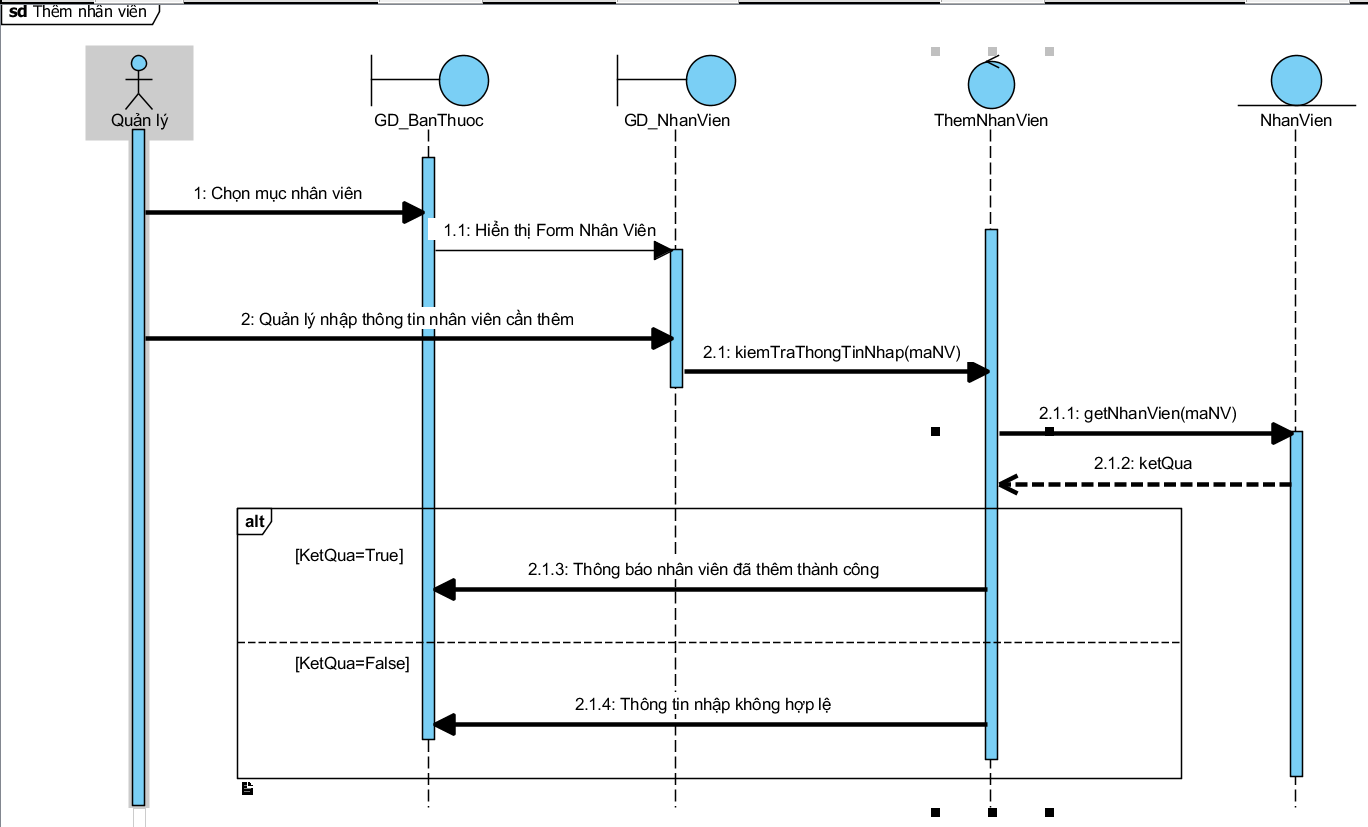 sd Thêm nhân viên
Quản lý
GD_BanThuoc
GD_NhanVien
ThemNhanVien
NhanVien
1: Chọn mục nhân viên
1.1: Hiển thị Form Nhân Viên
2: Quản lý nhập thông tin nhân viên cần thêm
2.1: kiemTraThongTinNhap(maNV)
2.1.1: getNhanVien(maNV)
2.1.2: ketQua
alt
[KetQua=True]
2.1.3: Thông báo nhân viên đã thêm thành công
[KetQua=False]
2.1.4: Thông tin nhập không hợp lệ